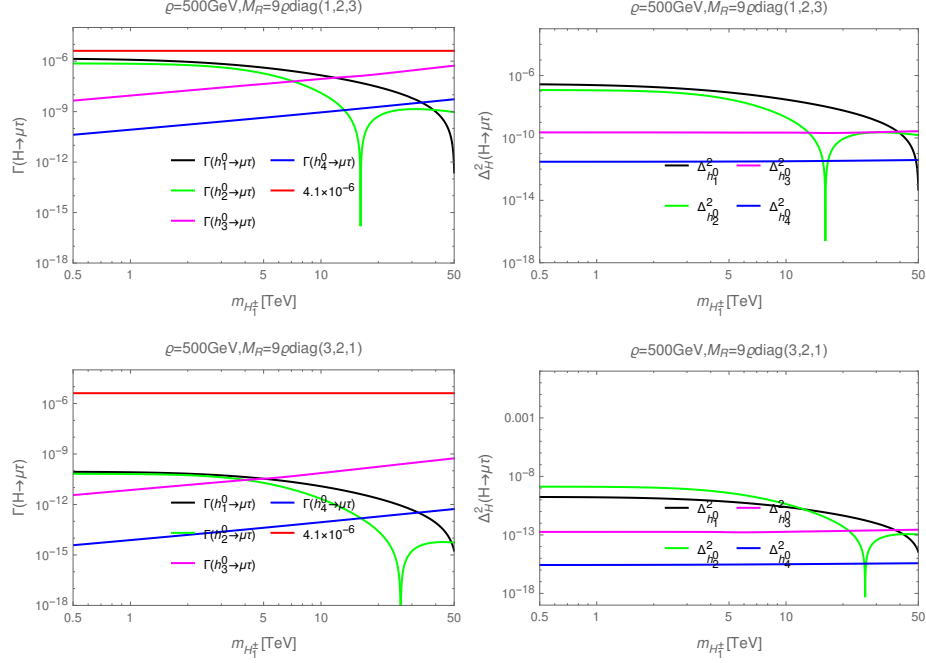 ϱ=500GeV,M_R=9ϱdiag(1,2,3)
Γ(H→μτ)
10^-6
10^-9
10^-12
10^-15
10^-18
Γ(h_1^0→μτ)
Γ(h_2^0→μτ)
Γ(h_3^0→μτ)
Γ(h_4^0→μτ)
4.1×10^-6
0.5
1
5
10
50
m_{H_1^±}[TeV]
ϱ=500GeV,M_R=9ϱdiag(1,2,3)
Δ_H^2(H→μτ)
10^-6
10^-10
10^-14
10^-18
Δ^2_{h_1^0}
Δ^2_{h_2^0}
Δ^2_{h_3^0}
Δ^2_{h_4^0}
0.5
1
5
10
50
m_{H_1^±}[TeV]
ϱ=500GeV,M_R=9ϱdiag(3,2,1)
Γ(H→μτ)
10^-6
10^-9
10^-12
10^-15
10^-18
Γ(h_1^0→μτ)
Γ(h_2^0→μτ)
Γ(h_3^0→μτ)
Γ(h_4^0→μτ)
4.1×10^-6
0.5
1
5
10
50
m_{H_1^±}[TeV]
ϱ=500GeV,M_R=9ϱdiag(3,2,1)
Δ_H^2(H→μτ)
0.001
10^-8
10^-13
10^-18
Δ^2_{h_1^0}
Δ^2_{h_2^0}
Δ^2_{h_3^0}
Δ^2_{h_4^0}
0.5
1
5
10
50
m_{H_1^±}[TeV]